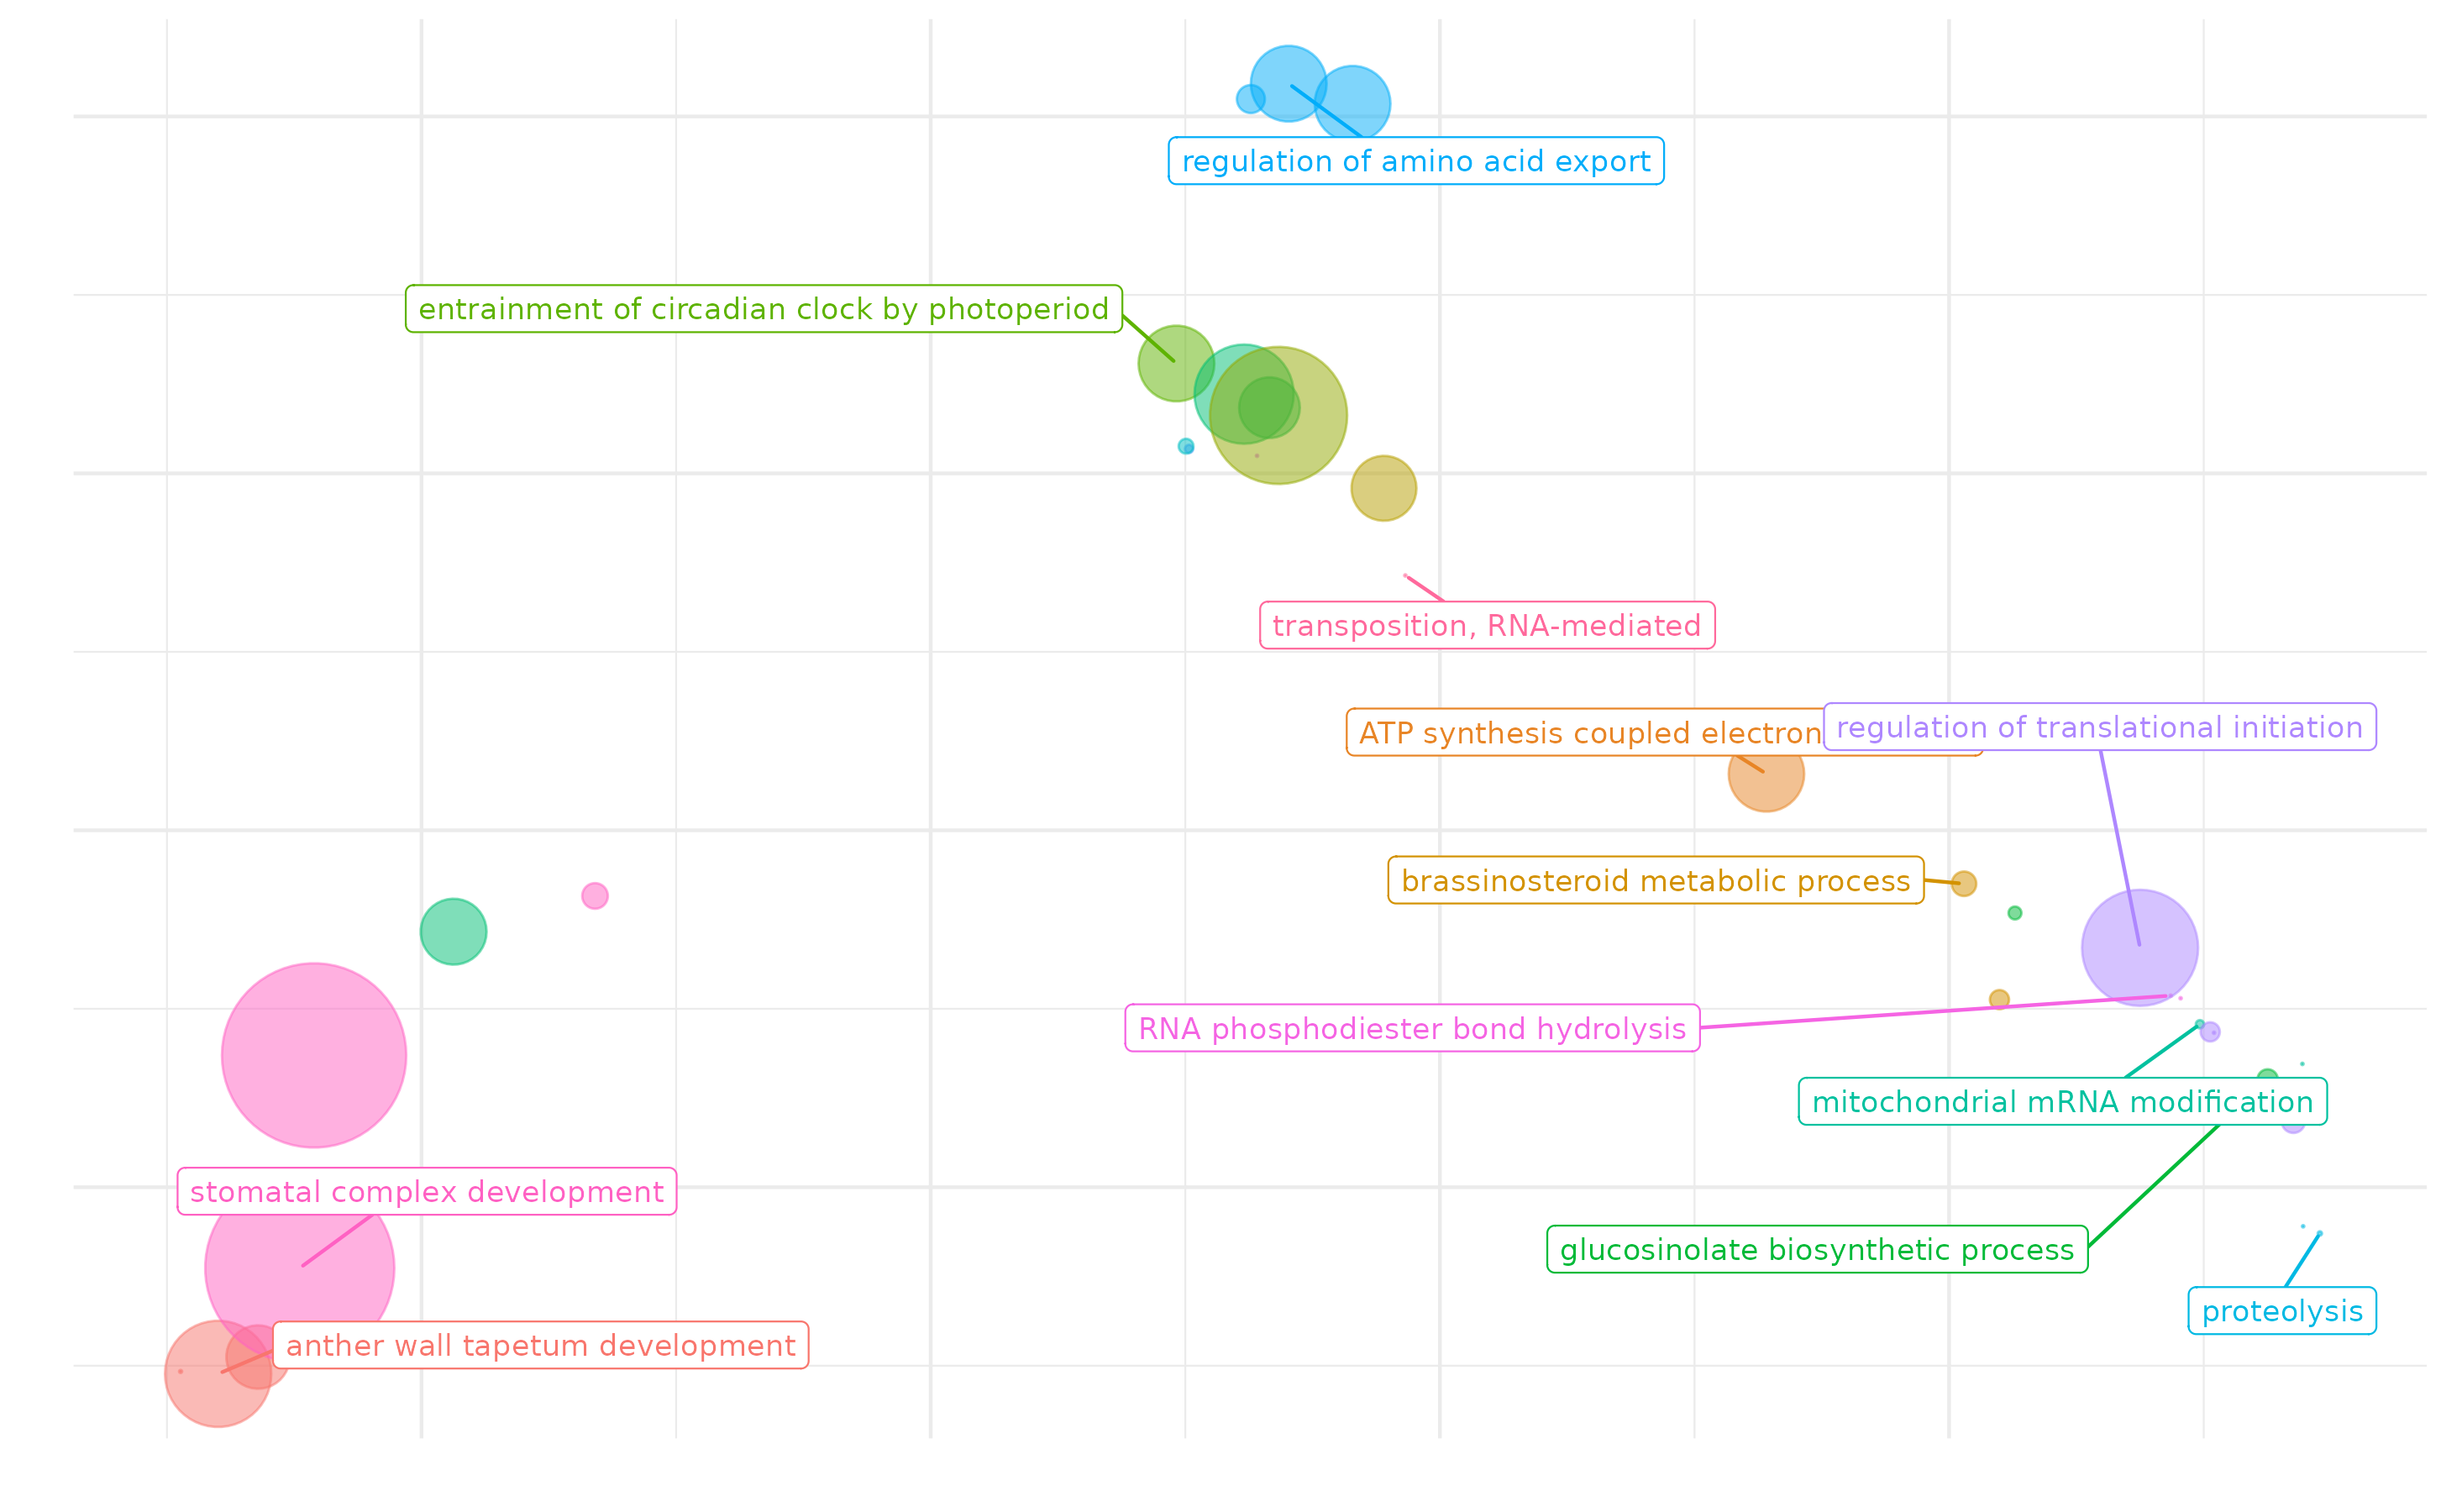 regulation of amino acid export
entrainment of circadian clock by photoperiod
transposition, RNA-mediated
ATP synthesis coupled electron
regulation of translational initiation
brassinosteroid metabolic process
RNA phosphodiester bond hydrolysis
mitochondrial mRNA modification
stomatal complex development
glucosinolate biosynthetic process
proteolysis
anther wall tapetum development